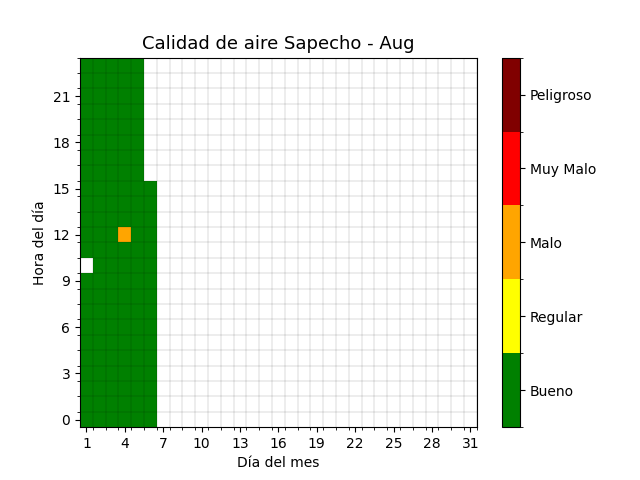 Calidad de aire Sapecho - Aug
21
18
15
12
9
6
3
0
Hora del día
1 4 7 10 13 16 19 22 25 28 31
Día del mes
Peligroso
Muy Malo
Malo
Regular
Bueno